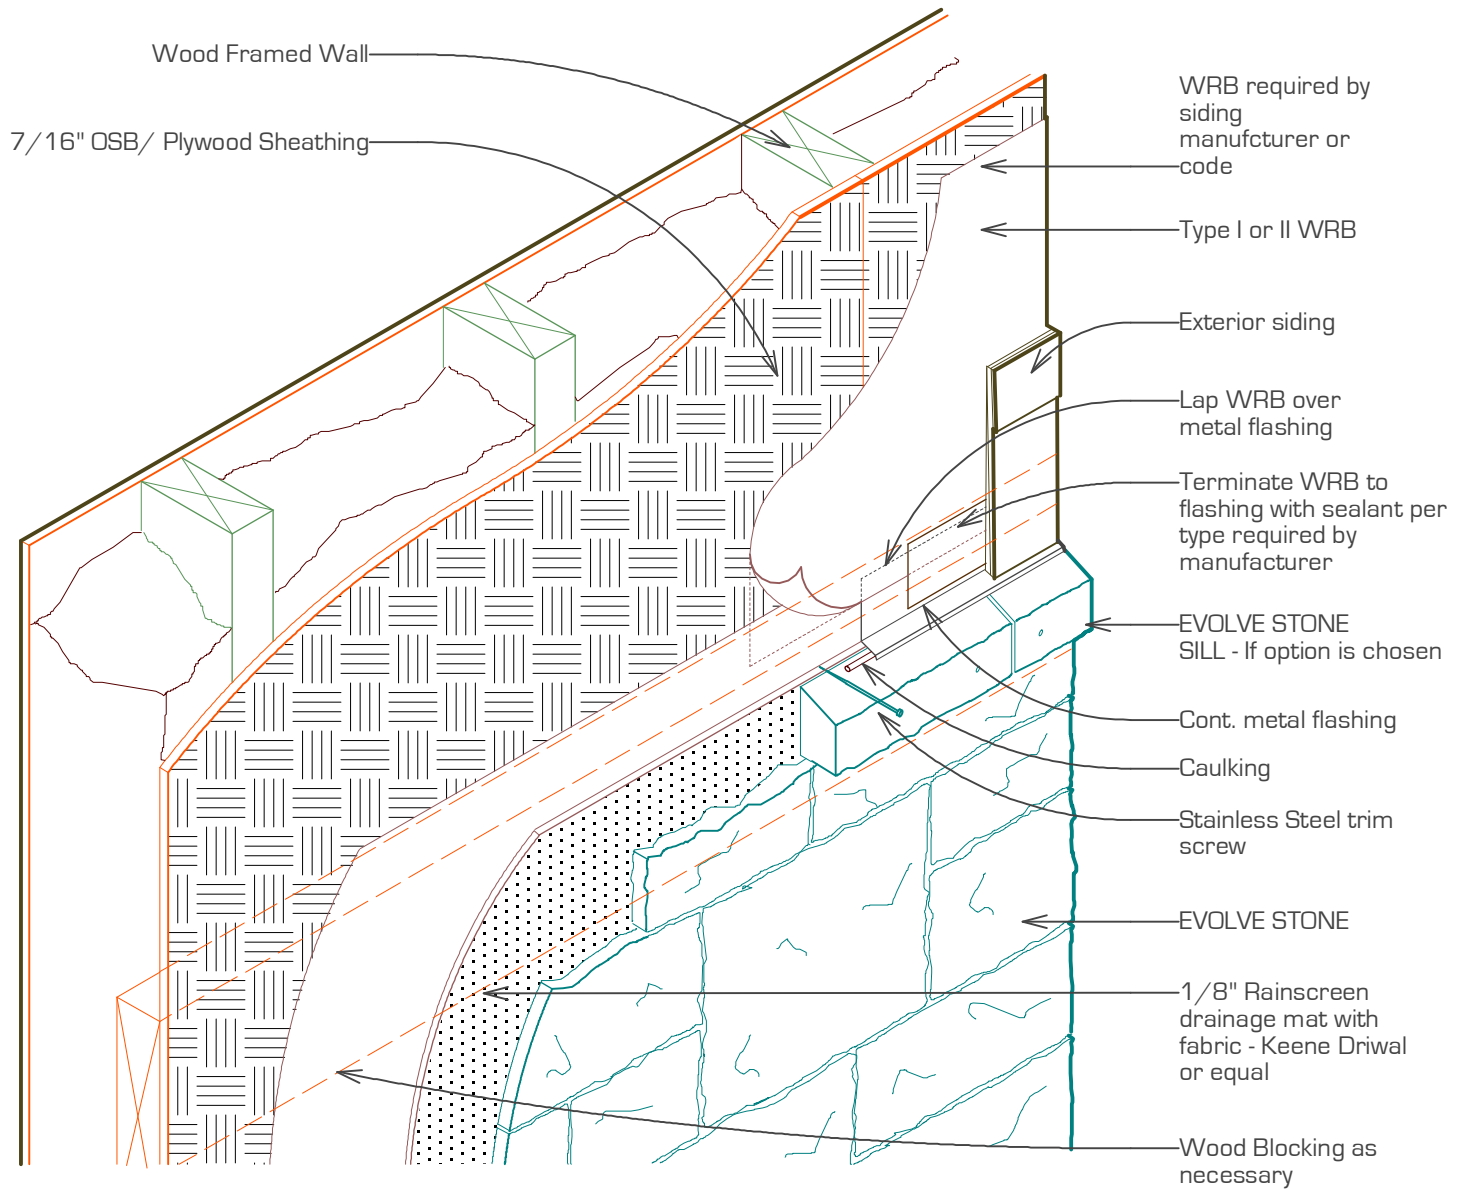 Wood Framed Wall
7/16" OSB/ Plywood Sheathing
WRB required by
siding
manufcturer or
code
Type I or II WRB
Exterior siding
Lap WRB over
metal flashing
Terminate WRB to
flashing with sealant per
type required by
manufacturer
EVOLVE STONE
SILL - If option is chosen
Cont. metal flashing
Caulking
Stainless Steel trim
screw
EVOLVE STONE
1/8" Rainscreen
drainage mat with
fabric - Keene Driwal
or equal
Wood Blocking as
necessary